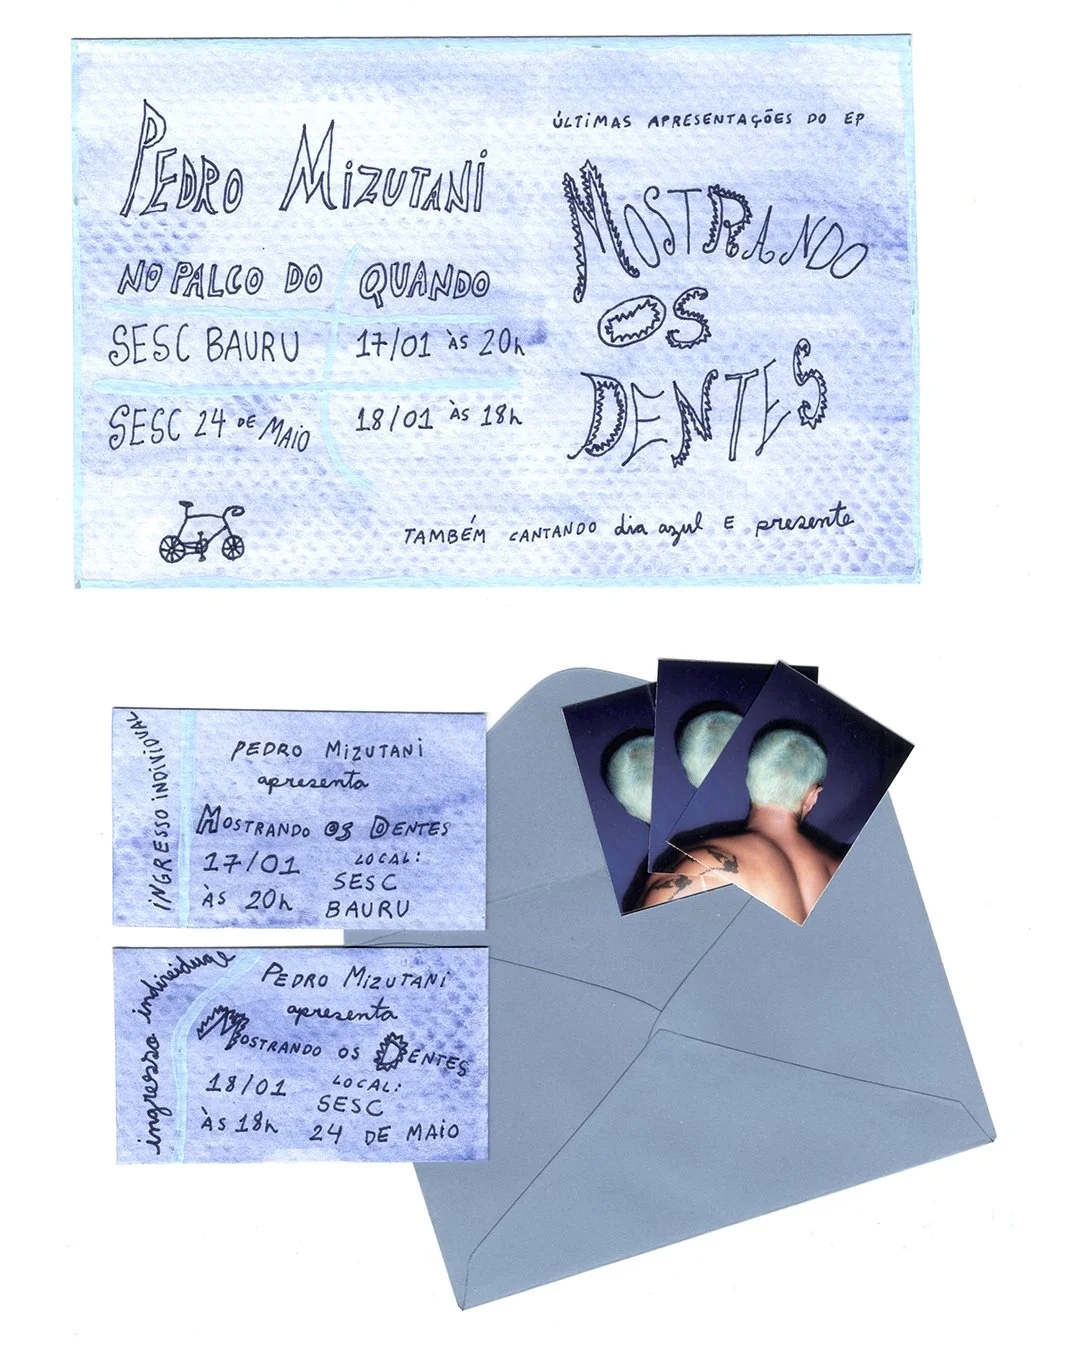 PEDRO MIZUTANI
NO PALCO DO QUANDO
SESC BAURU 17/01 ÀS 20h
SESC 24 DE MAIO 18/01 ÀS 18h
ÚLTIMAS APRESENTAÇÕES DO EP
MOSTRANDO
OS
DENTES
TAMBÉM CANTANDO dia azul E presente
INGRESSO INDIVIDUAL
PEDRO MIZUTANI
apresenta
MOSTRANDO OS DENTES
17/01
ÀS 20h
LOCAL:
SESC
BAURU
ingresso individual
PEDRO MIZUTANI
apresenta
MOSTRANDO OS DENTES
18/01
ÀS 18h
LOCAL:
SESC
24 DE MAIO